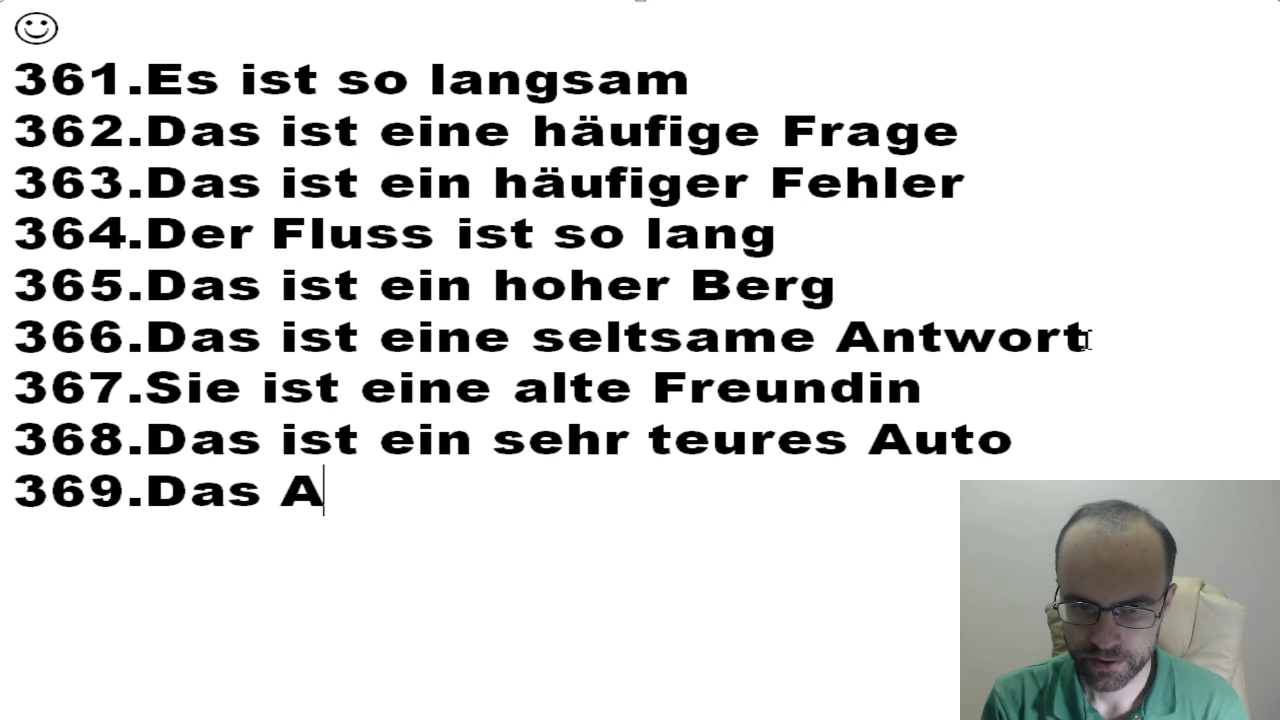 361.Es ist so langsam
362.Das ist eine häufige Frage
363.Das ist ein häufiger Fehler
364.Der Fluss ist so lang
365.Das ist ein hoher Berg
366.Das ist eine seltsame Antwort
367.Sie ist eine alte Freundin
368.Das ist ein sehr teures Auto
369.Das A